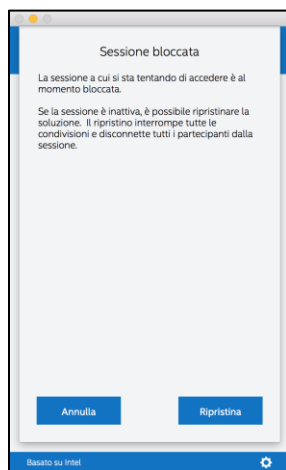 Sessione bloccata
La sessione a cui si sta tentando di accedere è al
momento bloccata.
Se la sessione è inattiva, è possibile ripristinare la
soluzione. Il ripristino interrompe tutte le
condivisioni e disconnette tutti i partecipanti dalla
sessione.
Annulla
Ripristina
Basato su Intel